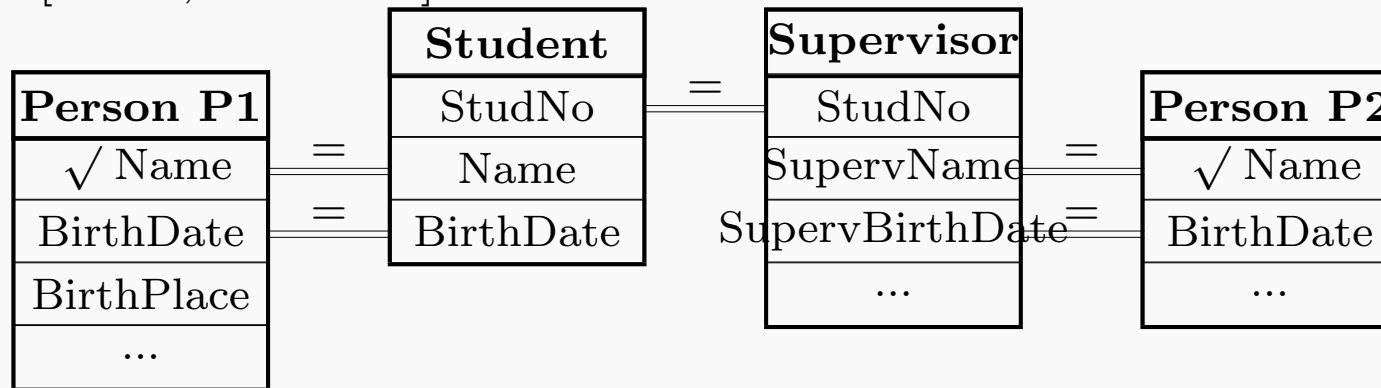 Person P1
√ Name
BirthDate
BirthPlace
...
=
=
Student
StudNo
Name
BirthDate
=
Supervisor
StudNo
SupervName
SupervBirthDate
...
=
=
Person P2
√ Name
BirthDate
...